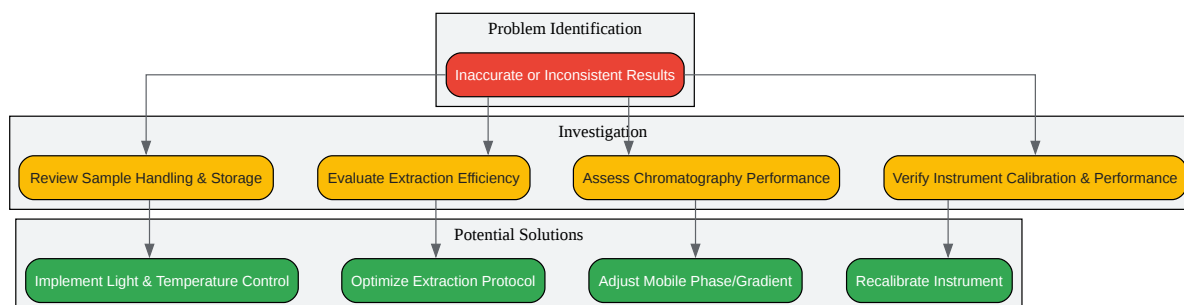 Problem Identification
Inaccurate or Inconsistent Results
Investigation
Review Sample Handling & Storage
Evaluate Extraction Efficiency
Assess Chromatography Performance
Verify Instrument Calibration & Performance
Potential Solutions
Implement Light & Temperature Control
Optimize Extraction Protocol
Adjust Mobile Phase/Gradient
Recalibrate Instrument